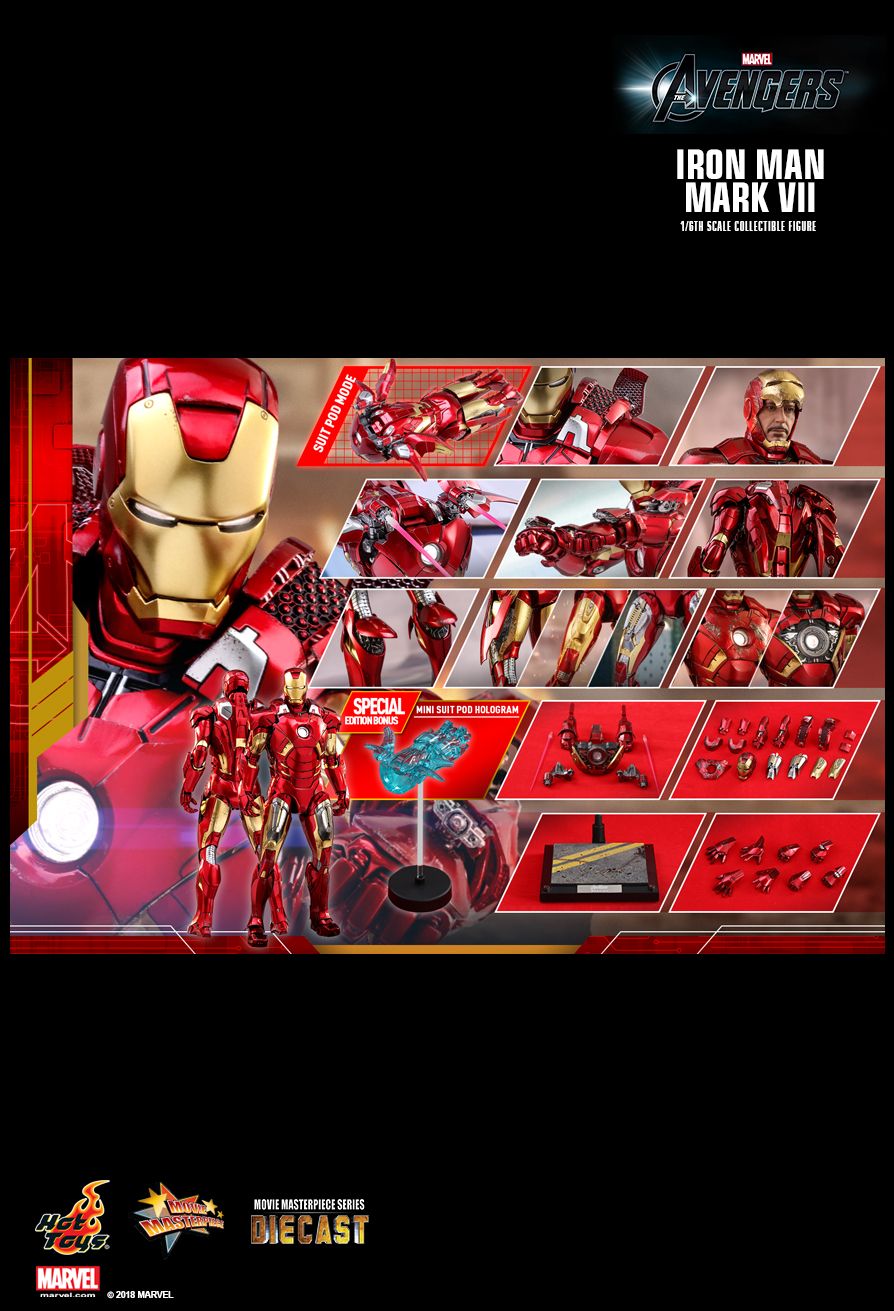 MARVEL
THE AVENGERS
IRON MAN
MARK VII
1/6TH SCALE COLLECTIBLE FIGURE
SUIT POD MODE
SPECIAL
EDITION BONUS
MINI SUIT POD HOLOGRAM
HOT TOYS
MOVIE MASTERPIECE
MOVIE MASTERPIECE SERIES
DIECAST
MARVEL
marvel.com
© 2018 MARVEL